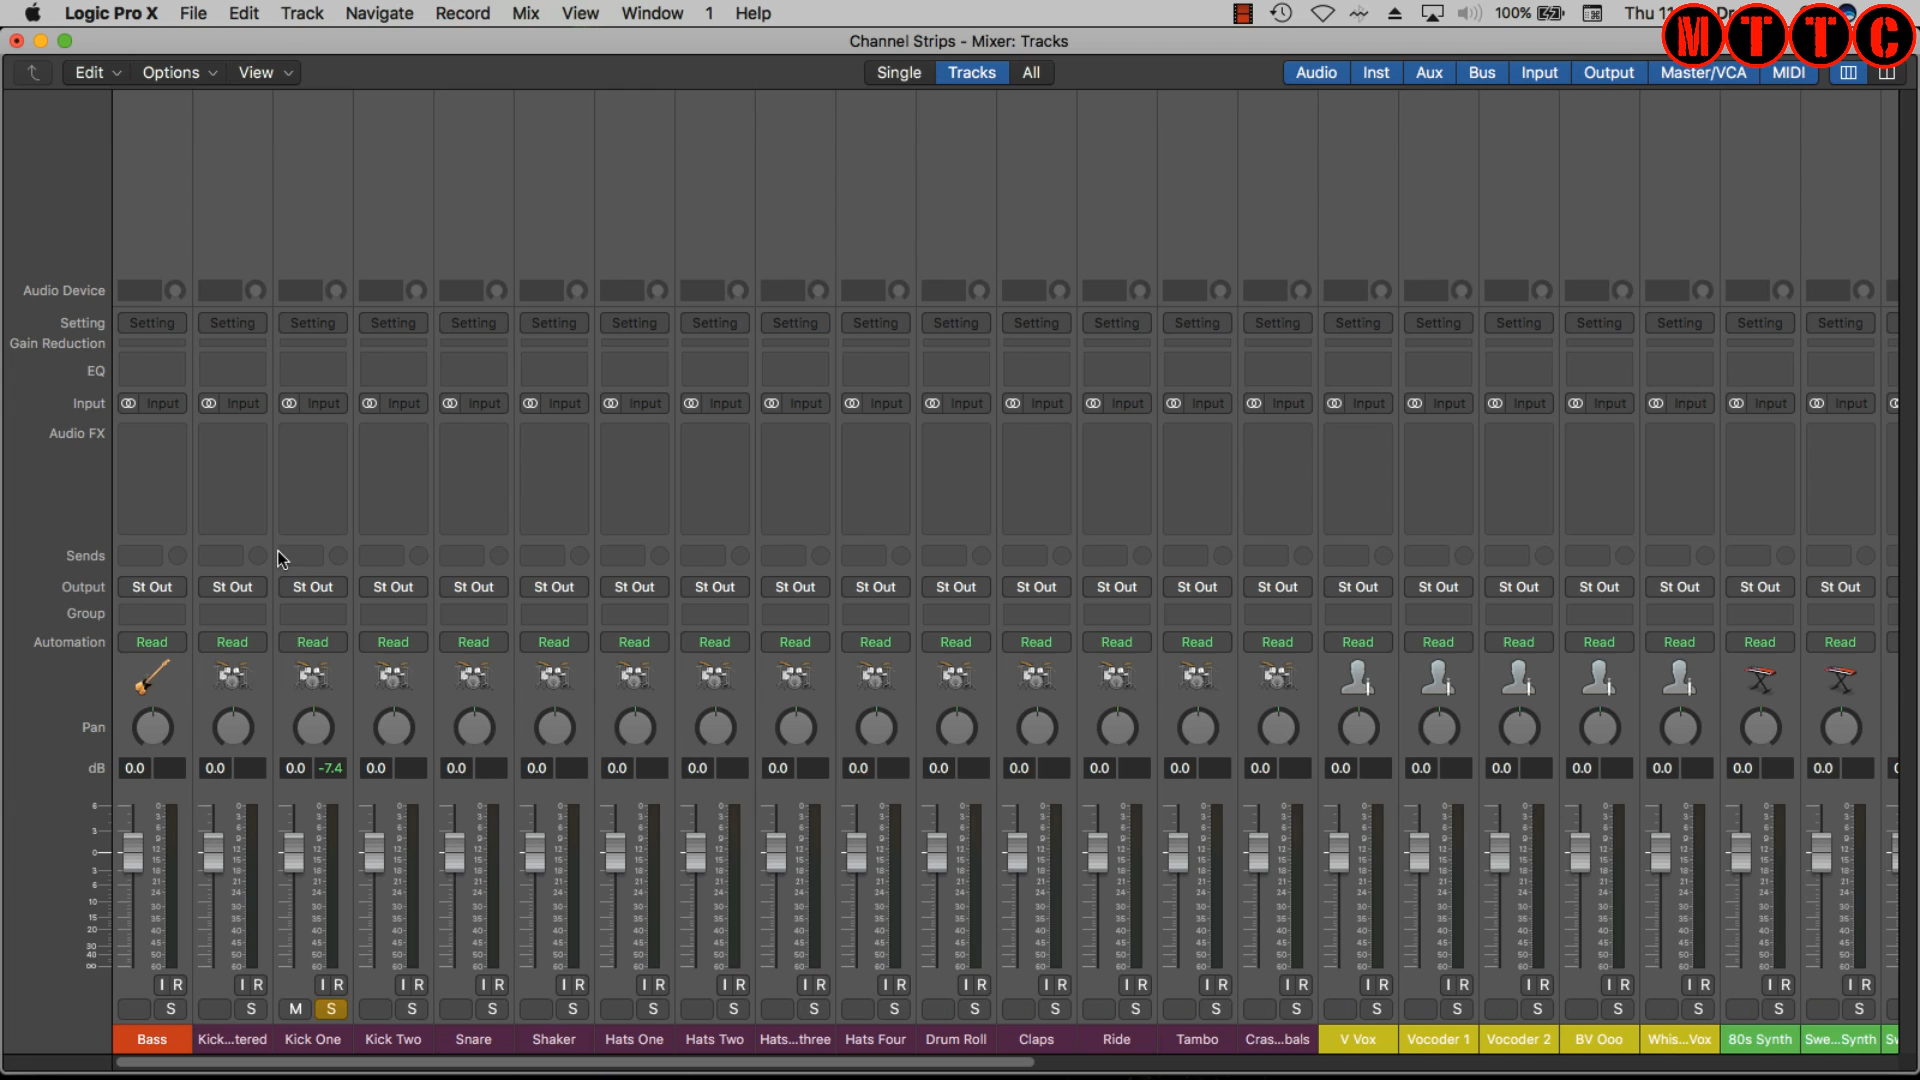 Logic Pro X File Edit Track Navigate Record Mix View Window 1 Help 100% Thu
MTTC
Channel Strips - Mixer: Tracks
Edit Options View Single Tracks All Audio Inst Aux Bus Input Output Master/VCA MIDI
Audio Device
Setting Setting Setting Setting Setting Setting Setting Setting Setting Setting Setting Setting Setting Setting Setting Setting Setting Setting Setting Setting Setting Setting Setting
Gain Reduction
EQ
Input Input Input Input Input Input Input Input Input Input Input Input Input Input Input Input Input Input Input Input Input Input Input
Audio FX
Sends
Output St Out St Out St Out St Out St Out St Out St Out St Out St Out St Out St Out St Out St Out St Out St Out St Out St Out St Out St Out St Out St Out St Out
Group
Automation Read Read Read Read Read Read Read Read Read Read Read Read Read Read Read Read Read Read Read Read Read Read
Pan
dB 0.0 0.0 0.0 -7.4 0.0 0.0 0.0 0.0 0.0 0.0 0.0 0.0 0.0 0.0 0.0 0.0 0.0 0.0 0.0 0.0 0.0 0.0 0.0
I R I R I R I R I R I R I R I R I R I R I R I R I R I R I R I R I R I R I R I R I R I R
S S M S S S S S S S S S S S S S S S S S S S S
Bass Kick...tered Kick One Kick Two Snare Shaker Hats One Hats Two Hats...three Hats Four Drum Roll Claps Ride Tambo Cras...bals V Vox Vocoder 1 Vocoder 2 BV Ooo Whis...Vox 80s Synth Swe...Synth